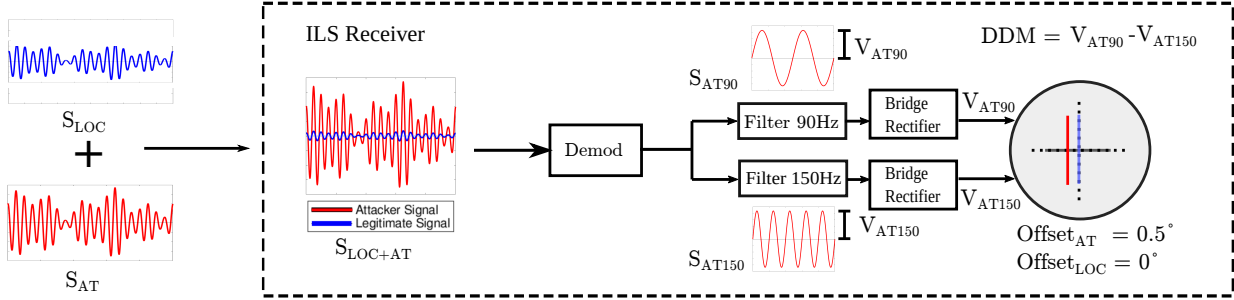 S_LOC
+
S_AT
ILS Receiver
Attacker Signal
Legitimate Signal
S_LOC+AT
Demod
S_AT90
V_AT90
Filter 90Hz
Bridge
Rectifier
V_AT90
Filter 150Hz
Bridge
Rectifier
V_AT150
S_AT150
V_AT150
DDM = V_AT90 -V_AT150
Offset_AT = 0.5°
Offset_LOC = 0°